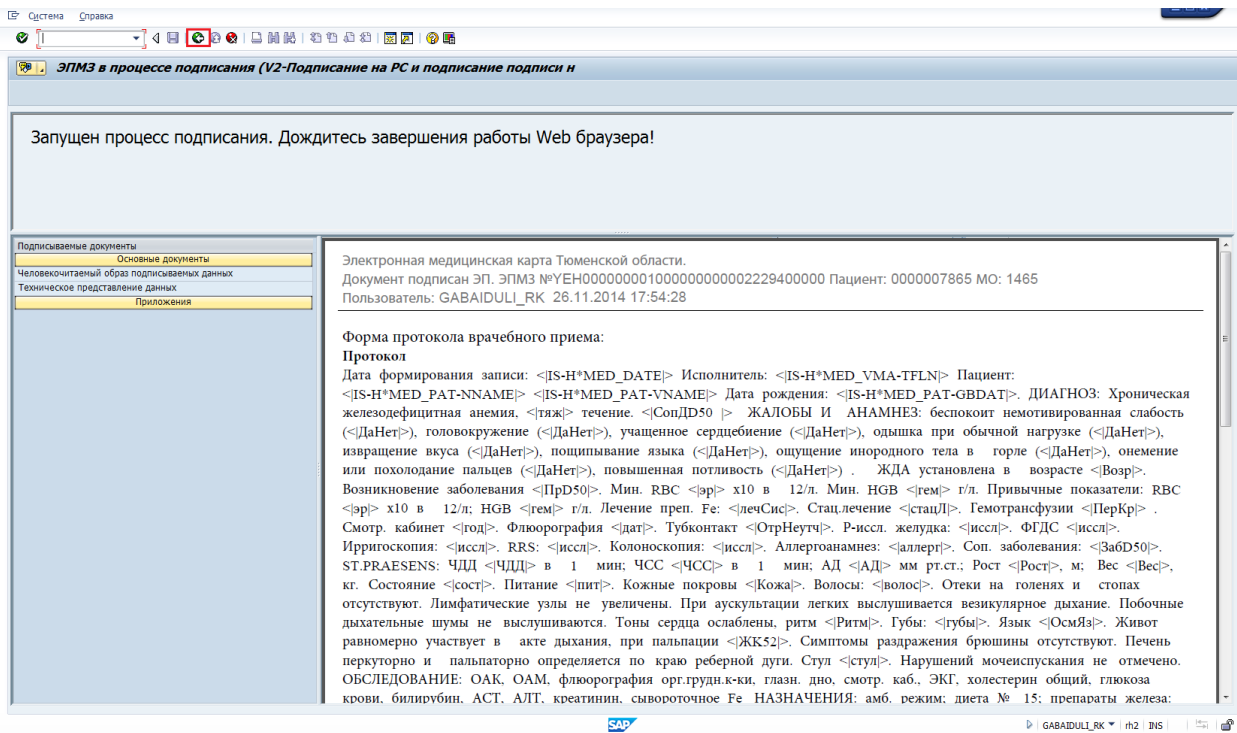 Система Справка
ЭПМЗ в процессе подписания (V2-Подписание на РС и подписание подписи н
Запущен процесс подписания. Дождитесь завершения работы Web браузера!
Подписываемые документы
Основные документы
Человекочитаемый образ подписываемых данных
Техническое представление данных
Приложения
Электронная медицинская карта Тюменской области.
Документ подписан ЭП. ЭПМЗ №YEH0000000010000000000222940000​0 Пациент: 0000007865 МО: 1465
Пользователь: GABAIDULI_RK 26.11.2014 17:54:28
Форма протокола врачебного приема:
Протокол
Дата формирования записи: <|IS-H*MED_DATE|> Исполнитель: <|IS-H*MED_VMA-TFLN|> Пациент:
<|IS-H*MED_PAT-NNAME|> <|IS-H*MED_PAT-VNAME|> Дата рождения: <|IS-H*MED_PAT-GBDAT|>. ДИАГНОЗ: Хроническая
железодефицитная анемия, <|тяж|> течение. <|СопДD50 |> ЖАЛОБЫ И АНАМНЕЗ: беспокоит немотивированная слабость
(<|ДаНет|>), головокружение (<|ДаНет|>), учащенное сердцебиение (<|ДаНет|>), одышка при обычной нагрузке (<|ДаНет|>),
извращение вкуса (<|ДаНет|>), пощипывание языка (<|ДаНет|>), ощущение инородного тела в горле (<|ДаНет|>), онемение
или похолодание пальцев (<|ДаНет|>), повышенная потливость (<|ДаНет|>) . ЖДА установлена в возрасте <|Возр|>.
Возникновение заболевания <|ПрD50|>. Мин. RBC <|эр|> х10 в 12/л. Мин. HGB <|гем|> г/л. Привычные показатели: RBC
<|эр|> х10 в 12/л; HGB <|гем|> г/л. Лечение преп. Fe: <|лечСис|>. Стац.лечение <|стацЛ|>. Гемотрансфузии <|ПерКр|> .
Смотр. кабинет <|год|>. Флюорография <|дат|>. Тубконтакт <|ОтрНеутч|>. Р-иссл. желудка: <|иссл|>. ФГДС <|иссл|>.
Ирригоскопия: <|иссл|>. RRS: <|иссл|>. Колоноскопия: <|иссл|>. Аллергоанамнез: <|аллерг|>. Соп. заболевания: <|ЗабD50|>.
ST.PRAESENS: ЧДД <|ЧДД|> в 1 мин; ЧСС <|ЧСС|> в 1 мин; АД <|АД|> мм рт.ст.; Рост <|Рост|>, м; Вес <|Вес|>,
кг. Состояние <|сост|>. Питание <|пит|>. Кожные покровы <|Кожа|>. Волосы: <|волос|>. Отеки на голенях и стопах
отсутствуют. Лимфатические узлы не увеличены. При аускультации легких выслушивается везикулярное дыхание. Побочные
дыхательные шумы не выслушиваются. Тоны сердца ослаблены, ритм <|Ритм|>. Губы: <|губы|>. Язык <|ОсмЯз|>. Живот
равномерно участвует в акте дыхания, при пальпации <|ЖК52|>. Симптомы раздражения брюшины отсутствуют. Печень
перкуторно и пальпаторно определяется по краю реберной дуги. Стул <|стул|>. Нарушений мочеиспускания не отмечено.
ОБСЛЕДОВАНИЕ: ОАК, ОАМ, флюорография орг.грудн.к-ки, глазн. дно, смотр. каб., ЭКГ, холестерин общий, глюкоза
крови, билирубин, АСТ, АЛТ, креатинин, сывороточное Fe НАЗНАЧЕНИЯ: амб. режим; диета № 15; препараты железа:
SAP
GABAIDULI_RK rh2 INS